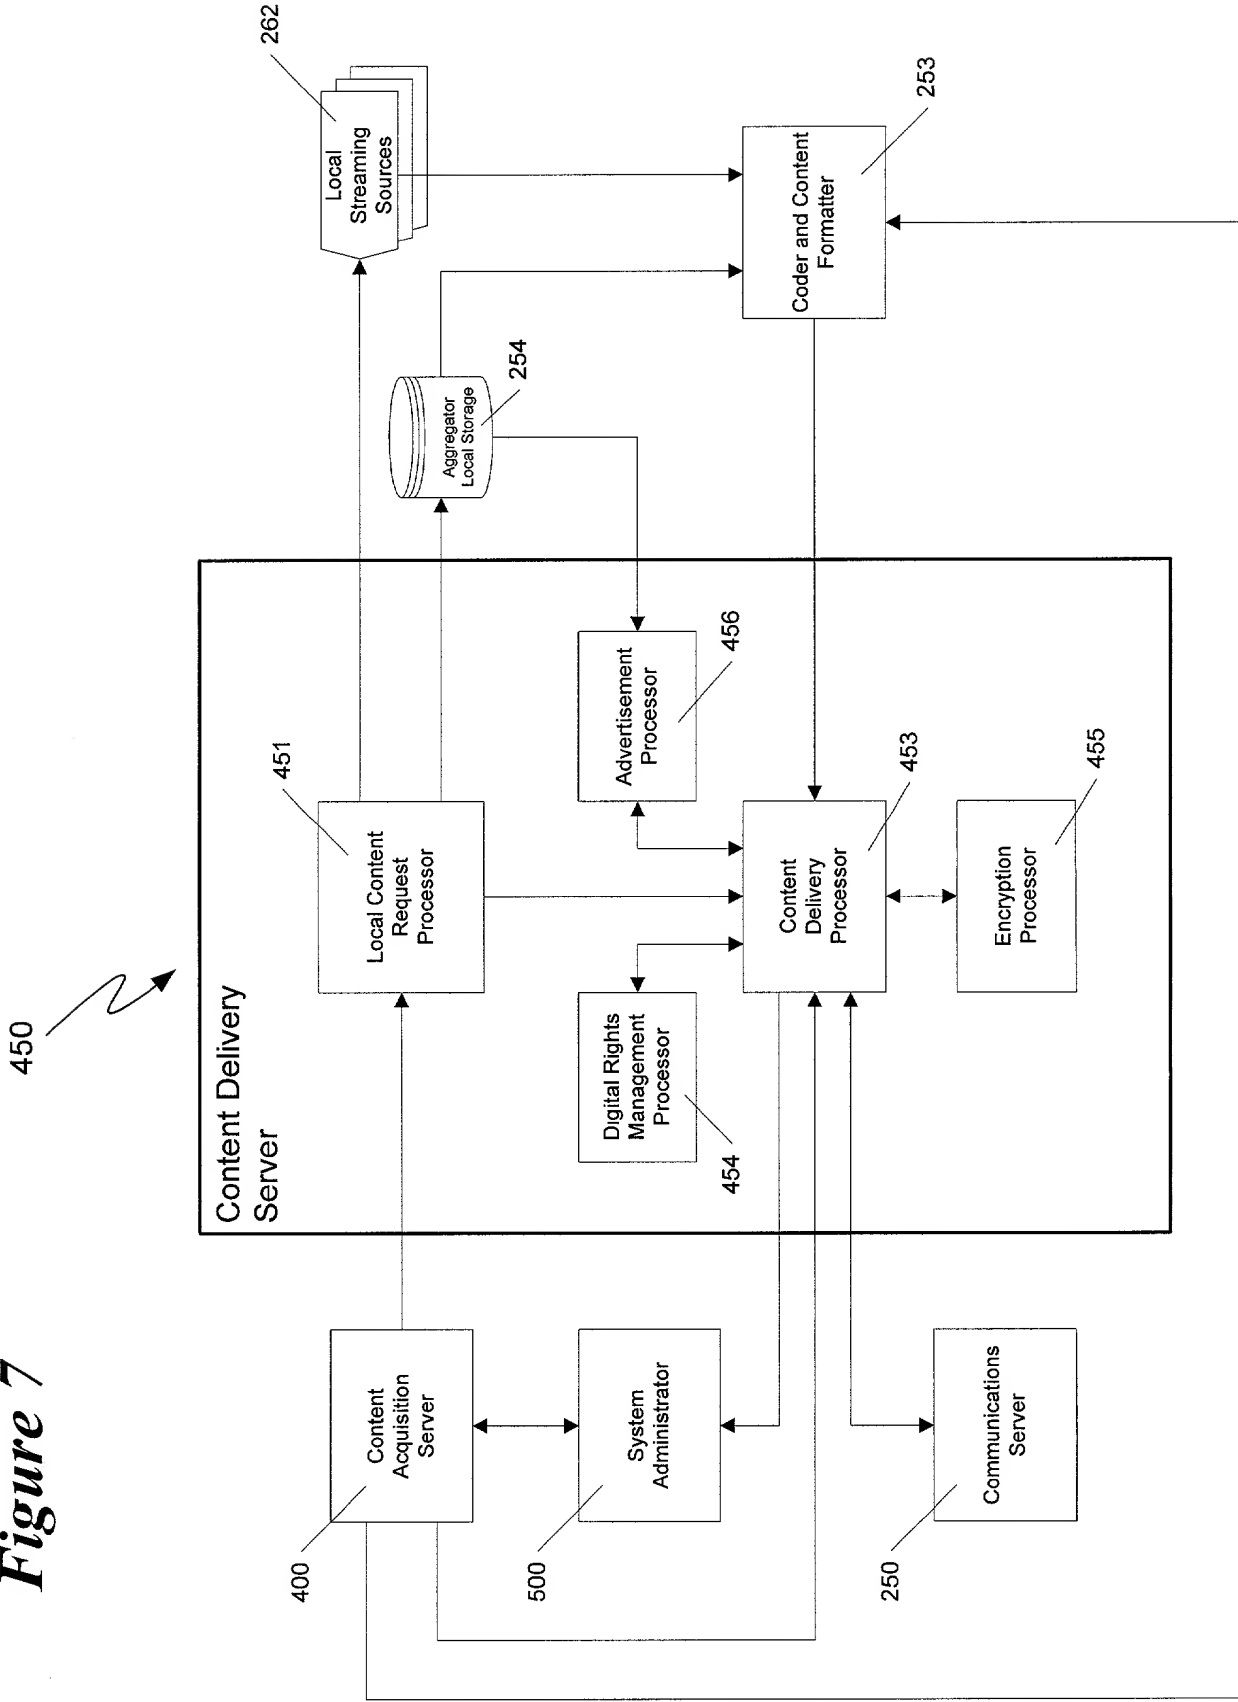 Figure 7
450
Content Delivery
Server
400
Content
Acquisition
Server
500
System
Administrator
250
Communications
Server
451
Local Content
Request
Processor
454
Digital Rights
Management
Processor
456
Advertisement
Processor
453
Content
Delivery
Processor
455
Encryption
Processor
262
Local
Streaming
Sources
254
Aggregator
Local Storage
253
Coder and Content
Formatter